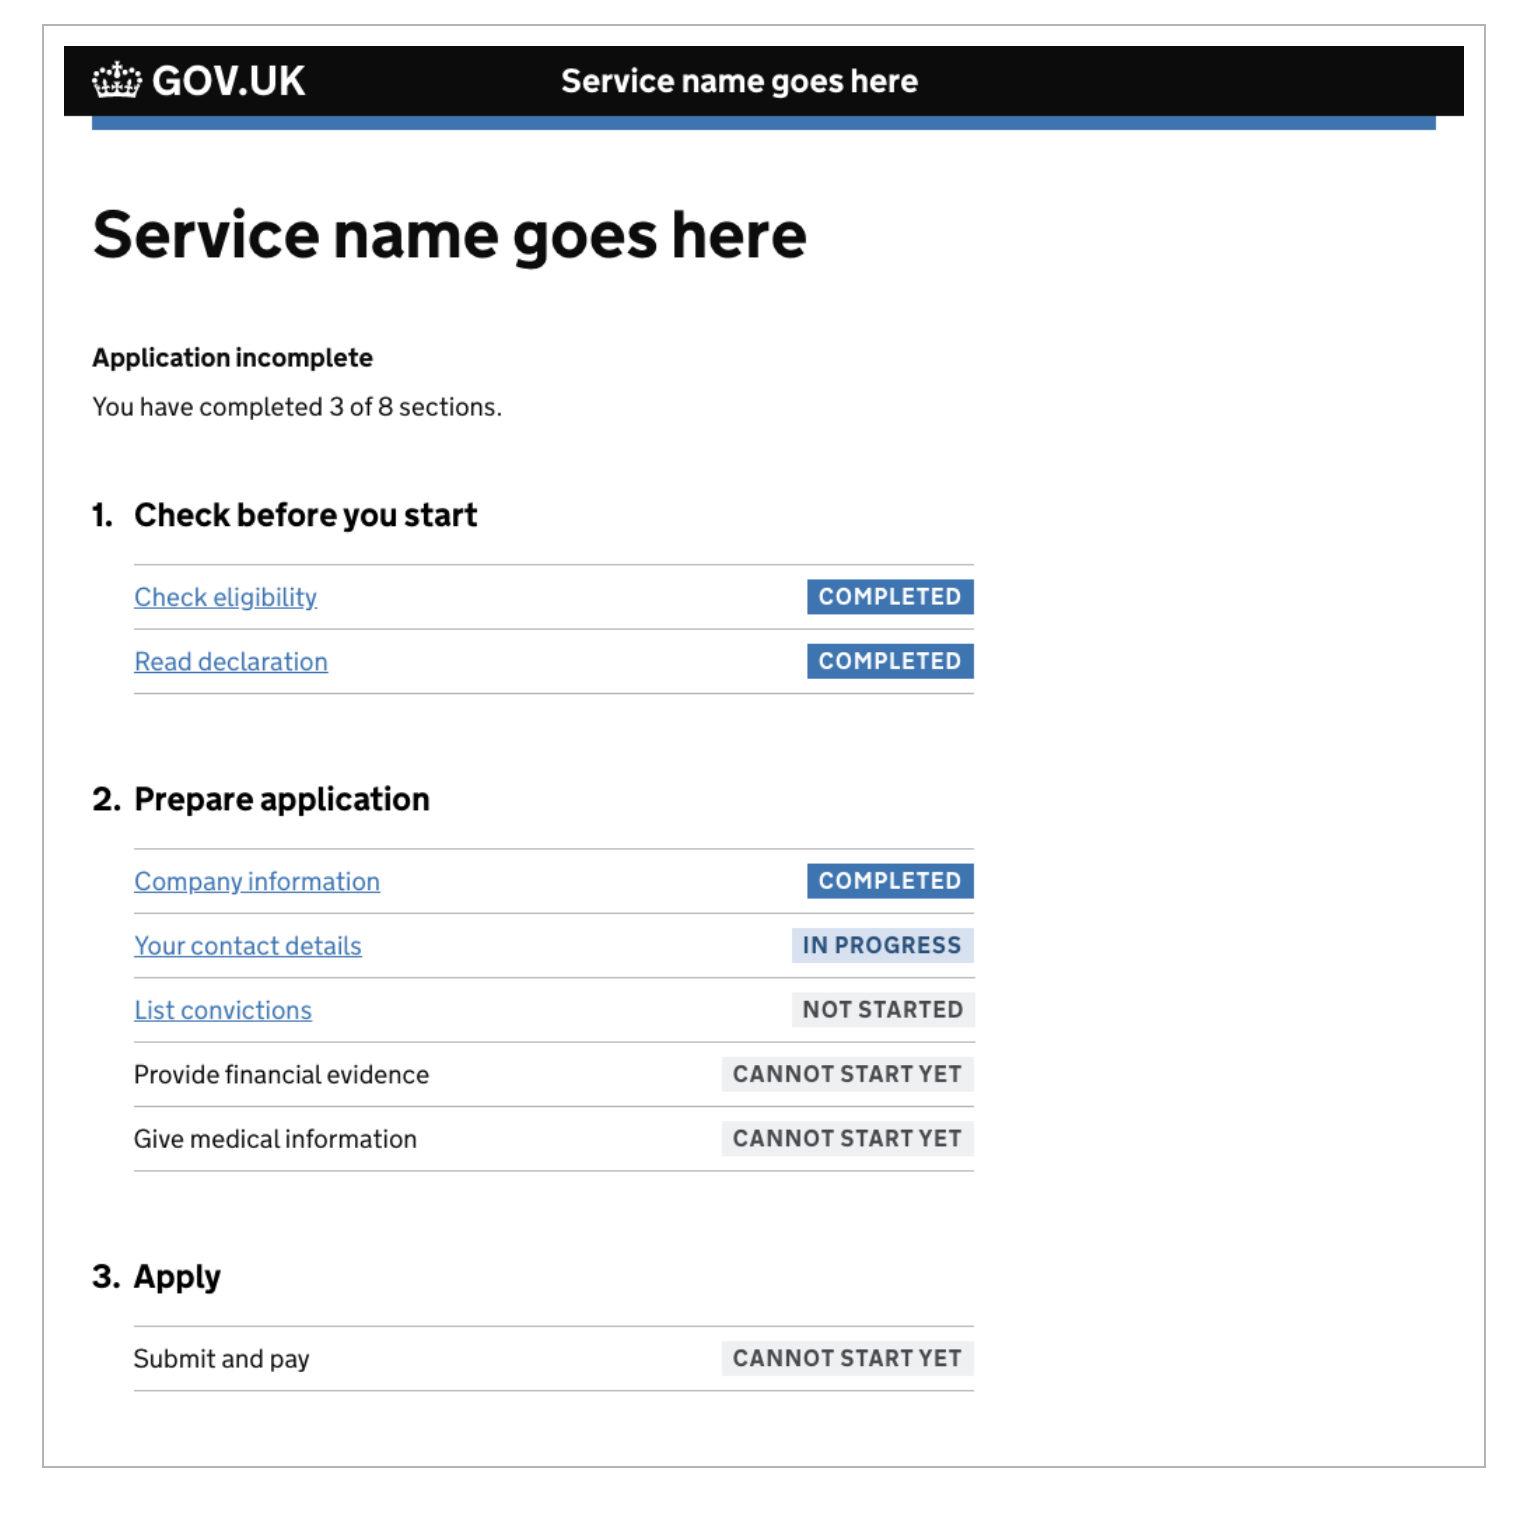 GOV.UK Service name goes here
Service name goes here
Application incomplete
You have completed 3 of 8 sections.
1. Check before you start
Check eligibility COMPLETED
Read declaration COMPLETED
2. Prepare application
Company information COMPLETED
Your contact details IN PROGRESS
List convictions NOT STARTED
Provide financial evidence CANNOT START YET
Give medical information CANNOT START YET
3. Apply
Submit and pay CANNOT START YET